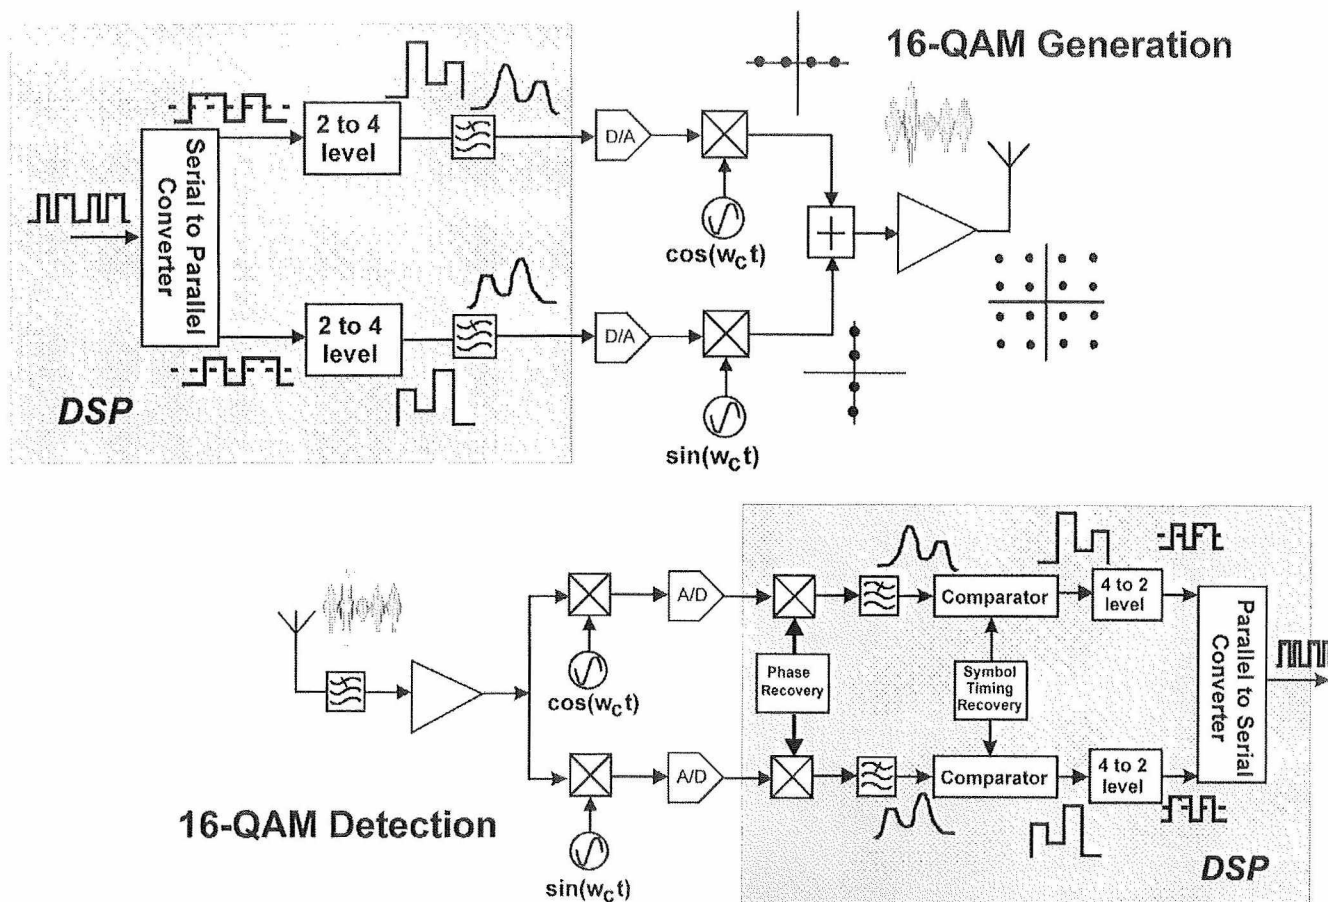 16-QAM Generation
Serial to Parallel
Converter
2 to 4
level
D/A
cos(wct)
2 to 4
level
D/A
sin(wct)
DSP
16-QAM Detection
cos(wct)
A/D
Phase
Recovery
Comparator
4 to 2
level
Symbol
Timing
Recovery
Parallel to Serial
Converter
sin(wct)
A/D
Comparator
4 to 2
level
DSP